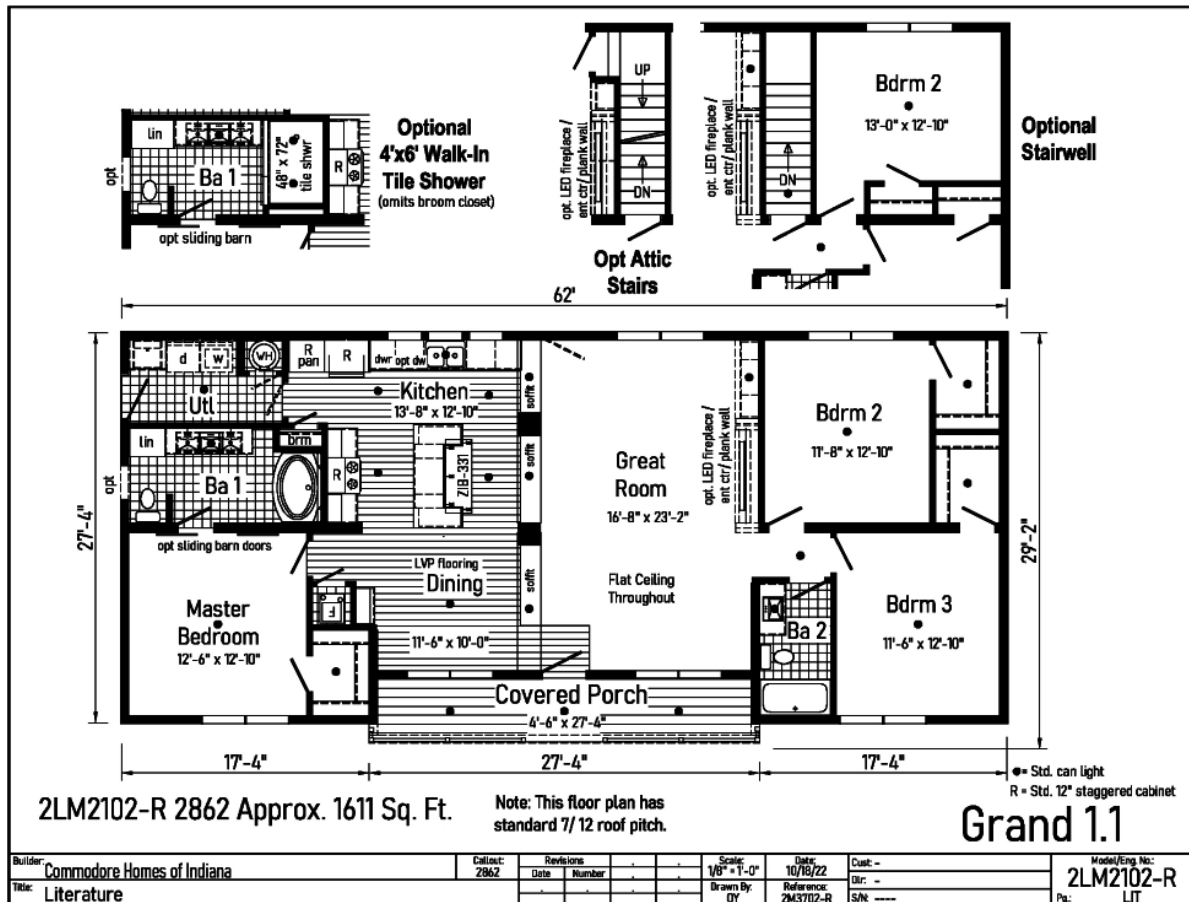 lin
opt
Ba 1
48" x 72"
tile shwr
R
opt sliding barn
Optional
4'x6' Walk-In
Tile Shower
(omits broom closet)
UP
DN
opt. LED fireplace /
ent ctr/ plank wall
Opt Attic
Stairs
opt. LED fireplace /
ent ctr/ plank wall
DN
Bdrm 2
13'-0" x 12'-10"
Optional
Stairwell
62'
27'-4"
29'-2"
d
w
WH
Utl
R
pan
R
dwr
opt dw
Kitchen
13'-8" x 12'-10"
soffit
soffit
soffit
lin
brm
opt
Ba 1
R
ZIB-331
opt sliding barn doors
Great
Room
16'-8" x 23'-2"
Flat Ceiling
Throughout
opt. LED fireplace /
ent ctr/ plank wall
Bdrm 2
11'-8" x 12'-10"
LVP flooring
Dining
11'-6" x 10'-0"
F
Master
Bedroom
12'-6" x 12'-10"
Ba 2
Bdrm 3
11'-6" x 12'-10"
Covered Porch
4'-6" x 27'-4"
17'-4"
27'-4"
17'-4"
= Std. can light
R = Std. 12" staggered cabinet
2LM2102-R 2862 Approx. 1611 Sq. Ft.
Note: This floor plan has
standard 7/ 12 roof pitch.
Grand 1.1
Builder: Commodore Homes of Indiana
Title: Literature
Callout:
2862
Revisions
Date Number
Scale:
1/8" = 1'-0"
Date:
10/18/22
Drawn By:
DY
Reference:
2M3702-R
Cust: -
Dlr: -
S/N: ----
Model/Eng. No.:
2LM2102-R
Pg.: LIT